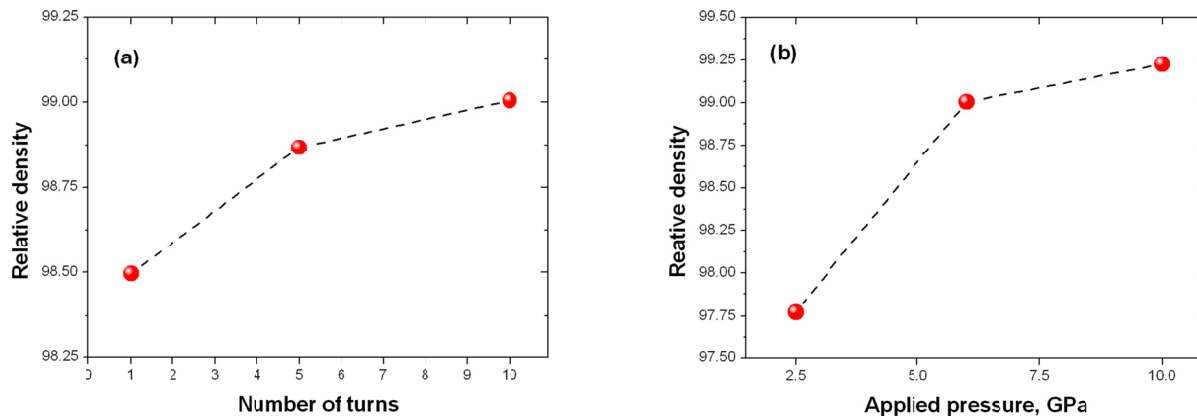 (a)
Relative density
99.25
99.00
98.75
98.50
98.25
0 1 2 3 4 5 6 7 8 9 10
Number of turns
(b)
Reative density
99.50
99.25
99.00
98.75
98.50
98.25
98.00
97.75
97.50
2.5 5.0 7.5 10.0
Applied pressure, GPa